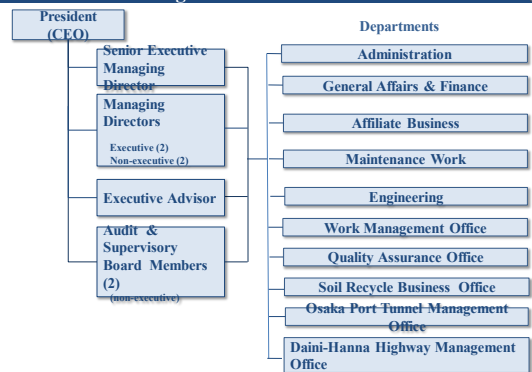 President
(CEO)
Senior Executive
Managing
Director
Managing
Directors
Executive (2)
Non-executive (2)
Executive Advisor
Audit & 
Supervisory
Board Members
(2)
(non-executive)
Departments
Administration
General Affairs & Finance
Affiliate Business
Maintenance Work
Engineering
Work Management Office
Quality Assurance Office
Soil Recycle Business Office
Osaka Port Tunnel Management
Office
Daini-Hanna Highway Management
Office